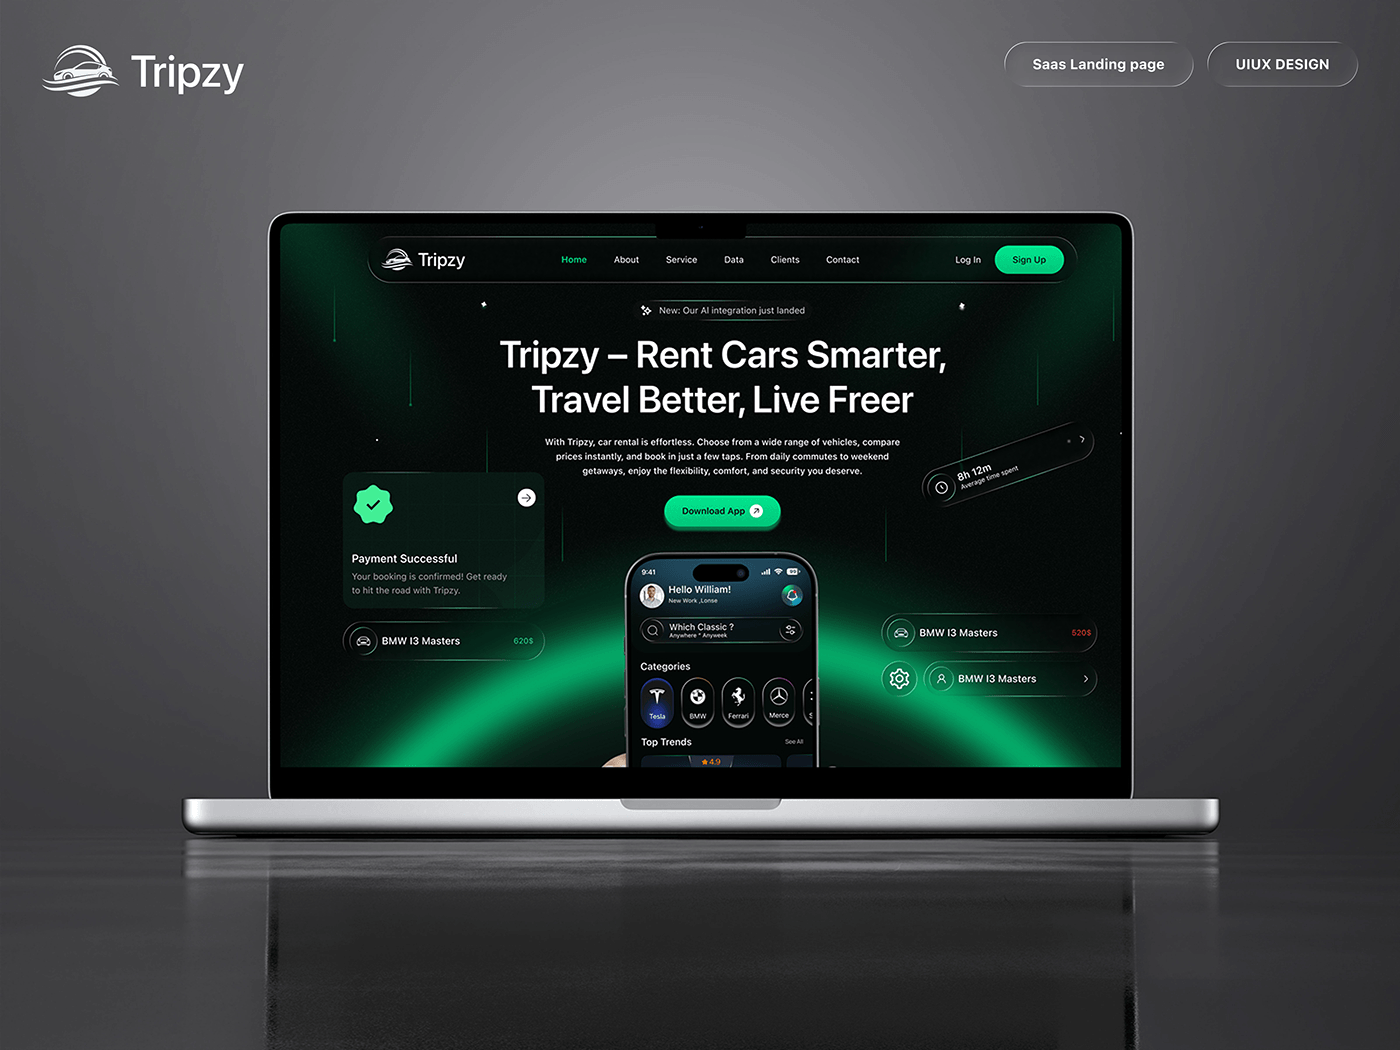 Tripzy
Saas Landing page
UIUX DESIGN
Tripzy
Home
About
Service
Data
Clients
Contact
Log In
Sign Up
New: Our AI integration just landed
Tripzy – Rent Cars Smarter,
Travel Better, Live Freer
With Tripzy, car rental is effortless. Choose from a wide range of vehicles, compare
prices instantly, and book in just a few taps. From daily commutes to weekend
getaways, enjoy the flexibility, comfort, and security you deserve.
Download App
8h 12m
Average time spent
Payment Successful
Your booking is confirmed! Get ready
to hit the road with Tripzy.
BMW I3 Masters
620$
9:41
Hello William!
New Work ,Lonse
Which Classic ?
Anywhere * Anyweek
Categories
Tesla
BMW
Ferrari
Merce
Top Trends
See All
4.9
BMW I3 Masters
520$
BMW I3 Masters